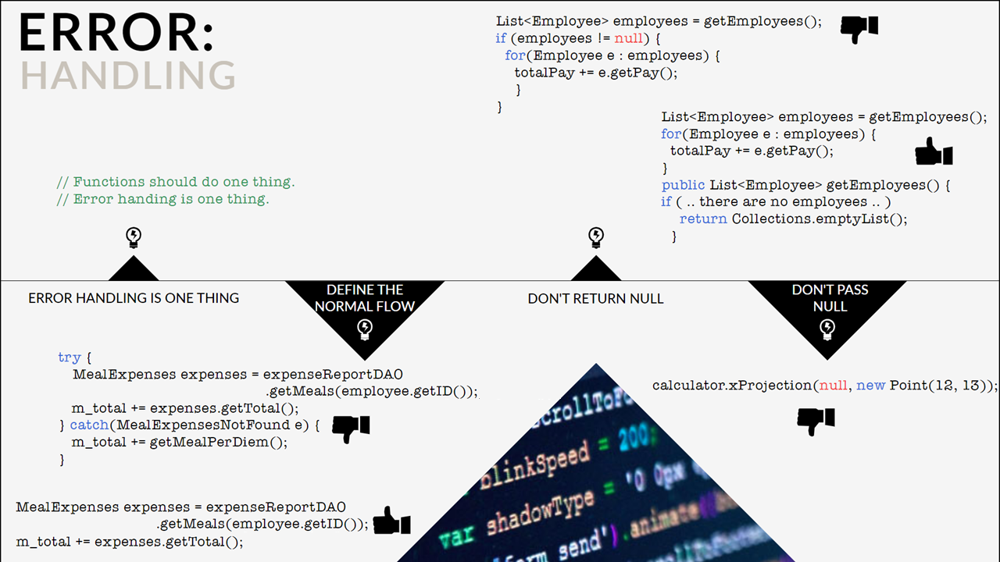 ERROR:
HANDLING
// Functions should do one thing.
// Error handing is one thing.
ERROR HANDLING IS ONE THING
DEFINE THE
NORMAL FLOW
try {
MealExpenses expenses = expenseReportDAO
.getMeals(employee.getID());
m_total += expenses.getTotal();
} catch(MealExpensesNotFound e) {
m_total += getMealPerDiem();
}
MealExpenses expenses = expenseReportDAO
.getMeals(employee.getID());
m_total += expenses.getTotal();
List<Employee> employees = getEmployees();
if (employees != null) {
for(Employee e : employees) {
totalPay += e.getPay();
}
}
List<Employee> employees = getEmployees();
for(Employee e : employees) {
totalPay += e.getPay();
}
public List<Employee> getEmployees() {
if ( .. there are no employees .. )
return Collections.emptyList();
}
DON'T RETURN NULL
DON'T PASS
NULL
calculator.xProjection(null, new Point(12, 13));
blinkSpeed = 200;
var shadowType = '0 0px
send').animate(